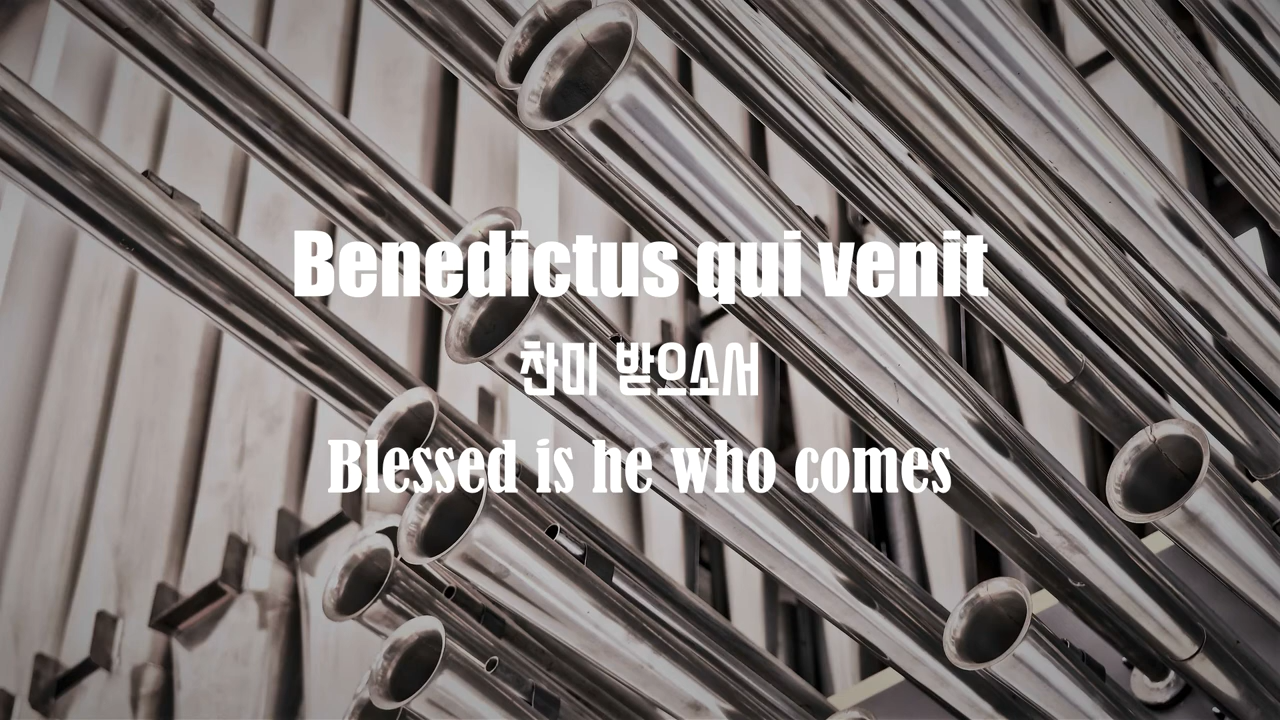 Benedictus qui venit
찬미 받으소서
Blessed is he who comes